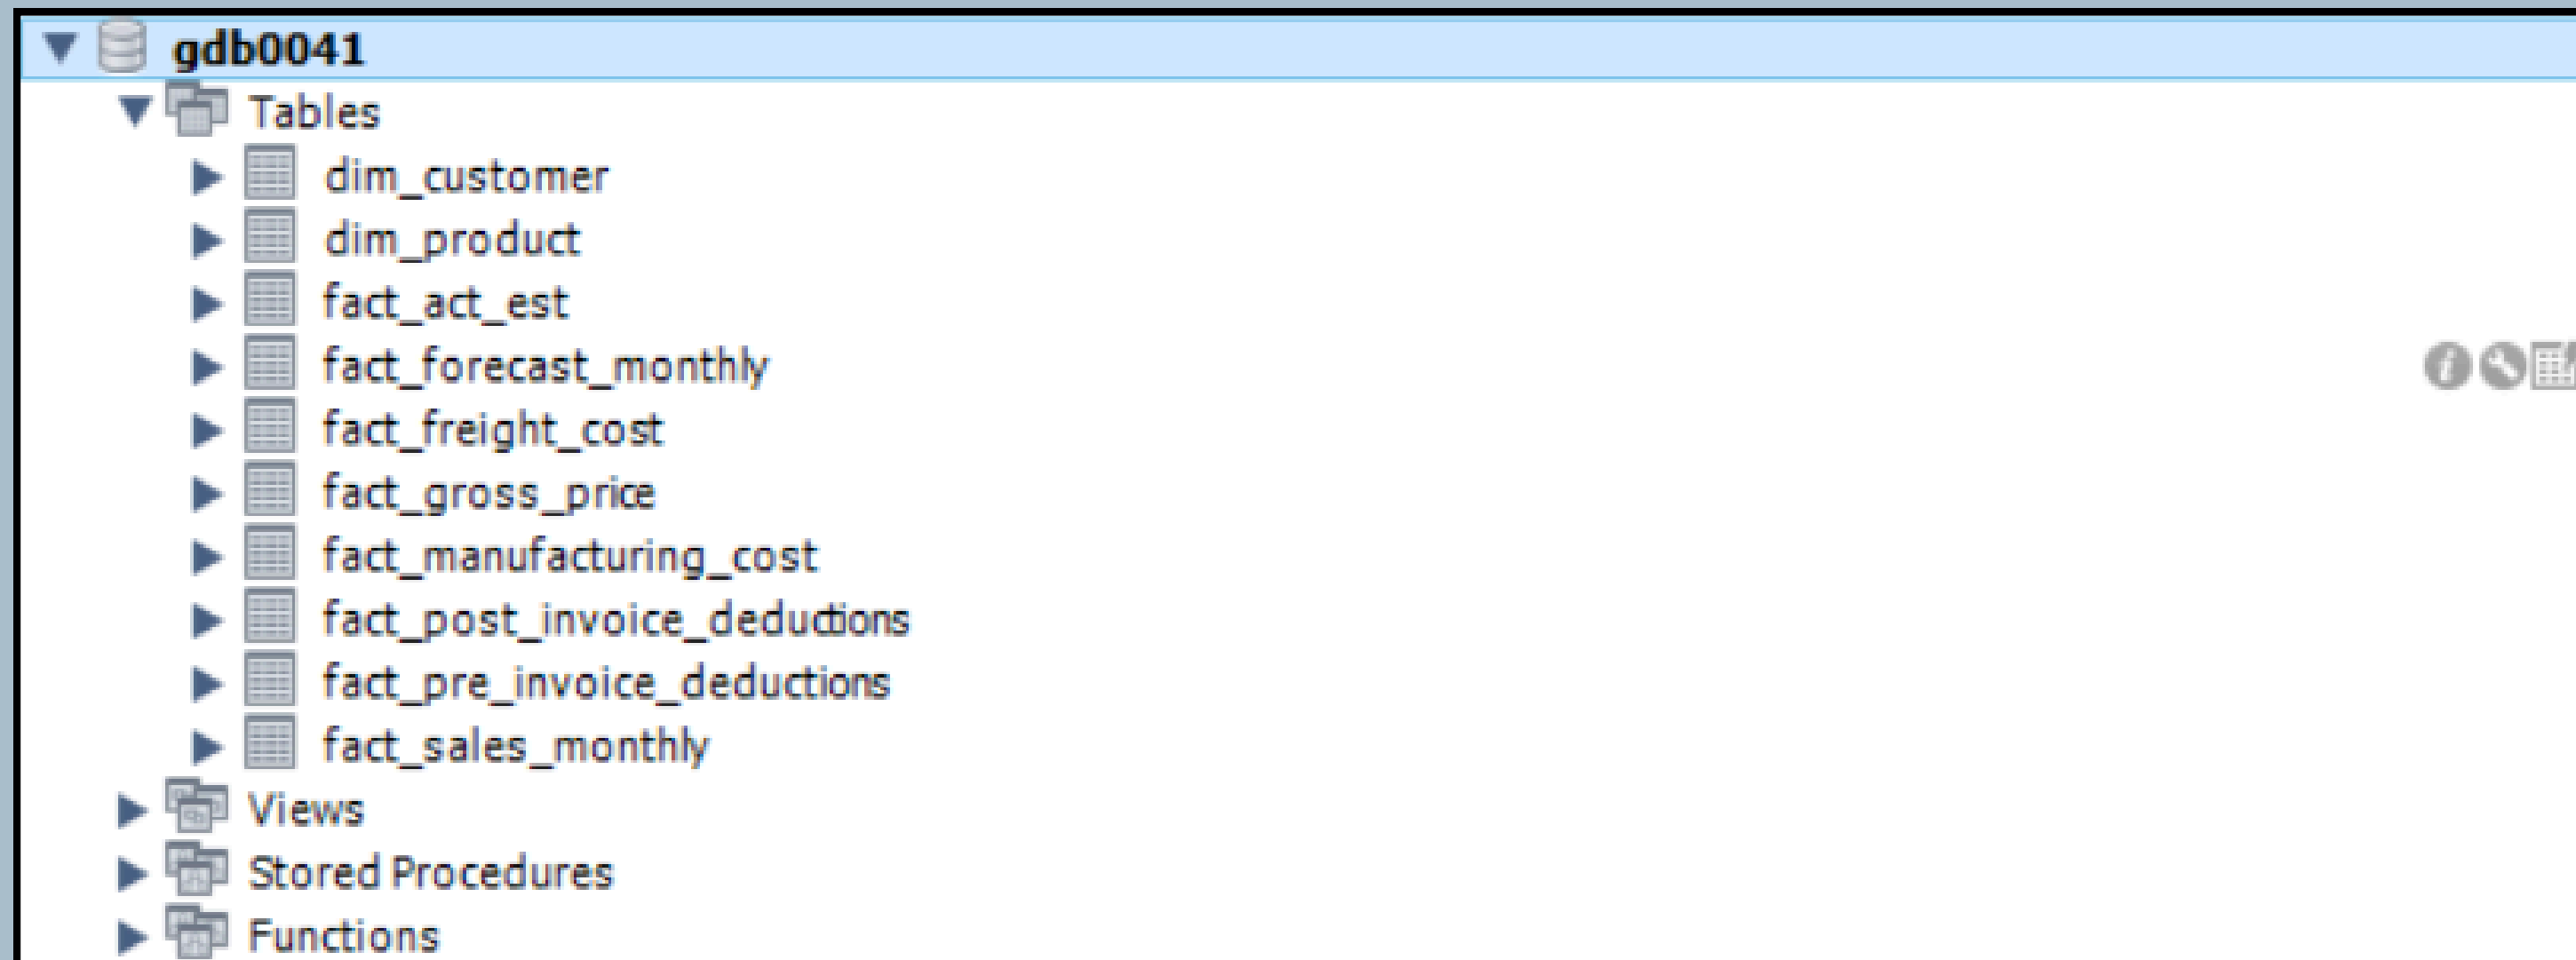 gdb0041
Tables
dim_customer
dim_product
fact_act_est
fact_forecast_monthly
fact_freight_cost
fact_gross_price
fact_manufacturing_cost
fact_post_invoice_deductions
fact_pre_invoice_deductions
fact_sales_monthly
Views
Stored Procedures
Functions